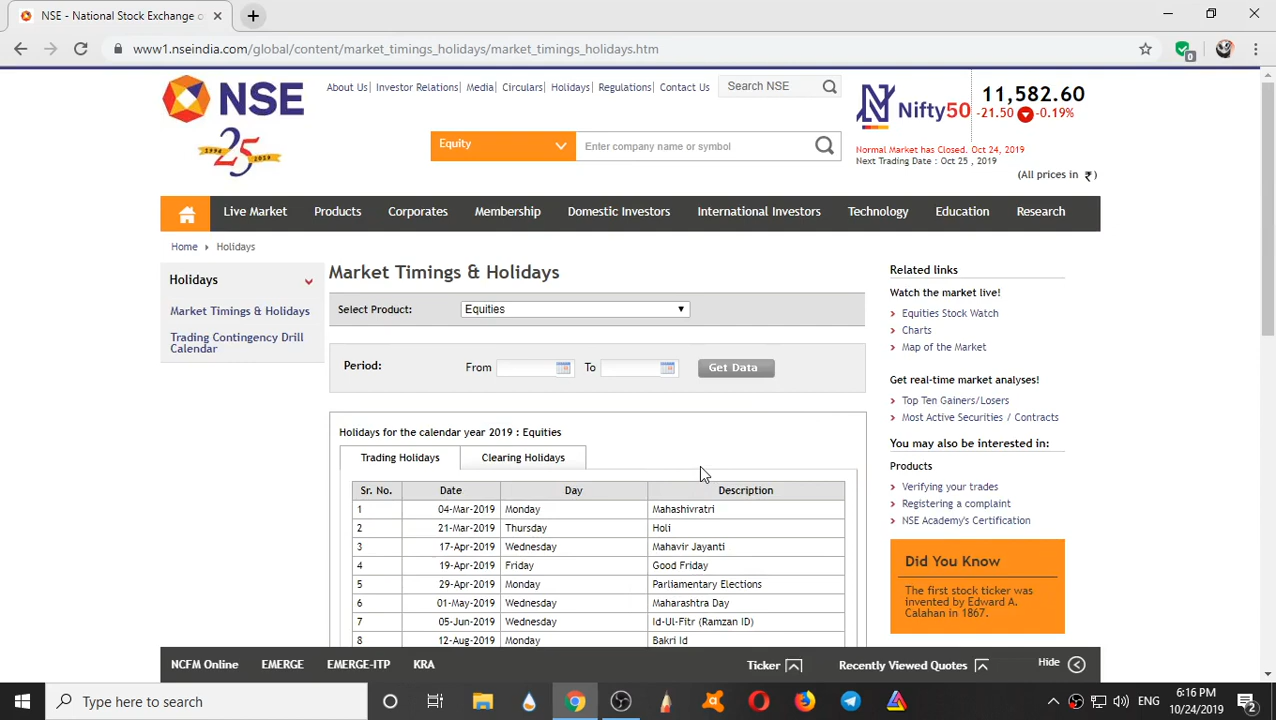 NSE - National Stock Exchange o
www1.nseindia.com/global/content/market_timings_holidays/market_timings_holidays.htm
0
NSE
1994 25 2019
About Us| Investor Relations| Media| Circulars| Holidays| Regulations| Contact Us
Search NSE
Nifty50
11,582.60
-21.50 -0.19%
Equity
Enter company name or symbol
Normal Market has Closed. Oct 24, 2019
Next Trading Date : Oct 25 , 2019
(All prices in ₹)
Live Market Products Corporates Membership Domestic Investors International Investors Technology Education Research
Home Holidays
Holidays
Market Timings & Holidays
Trading Contingency Drill
Calendar
Market Timings & Holidays
Select Product: Equities
Period: From To Get Data
Holidays for the calendar year 2019 : Equities
Trading Holidays Clearing Holidays
Sr. No. Date Day Description
1 04-Mar-2019 Monday Mahashivratri
2 21-Mar-2019 Thursday Holi
3 17-Apr-2019 Wednesday Mahavir Jayanti
4 19-Apr-2019 Friday Good Friday
5 29-Apr-2019 Monday Parliamentary Elections
6 01-May-2019 Wednesday Maharashtra Day
7 05-Jun-2019 Wednesday Id-Ul-Fitr (Ramzan ID)
8 12-Aug-2019 Monday Bakri Id
Related links
Watch the market live!
Equities Stock Watch
Charts
Map of the Market
Get real-time market analyses!
Top Ten Gainers/Losers
Most Active Securities / Contracts
You may also be interested in:
Products
Verifying your trades
Registering a complaint
NSE Academy's Certification
Did You Know
The first stock ticker was
invented by Edward A.
Calahan in 1867.
NCFM Online EMERGE EMERGE-ITP KRA Ticker Recently Viewed Quotes Hide
Type here to search
ENG
6:16 PM
10/24/2019
2